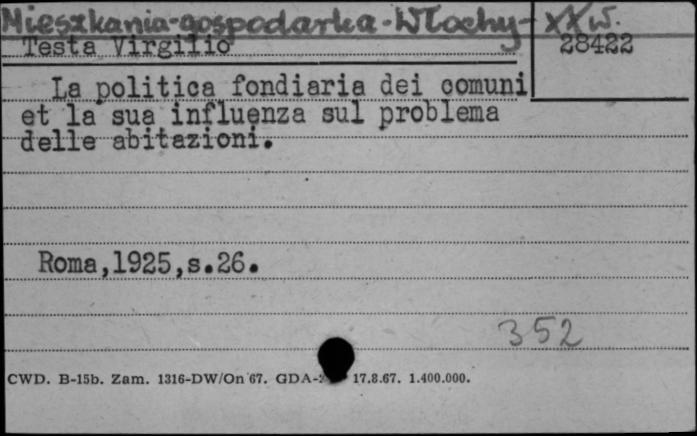 Mieszkania-gospodarka-Włochy-XX w.
Testa Virgilio
28422
La politica fondiaria dei comuni
et la sua influenza sul problema
delle abitazioni.
Roma,1925,s.26.
352
CWD. B-15b. Zam. 1316-DW/On 67. GDA- 17.8.67. 1.400.000.